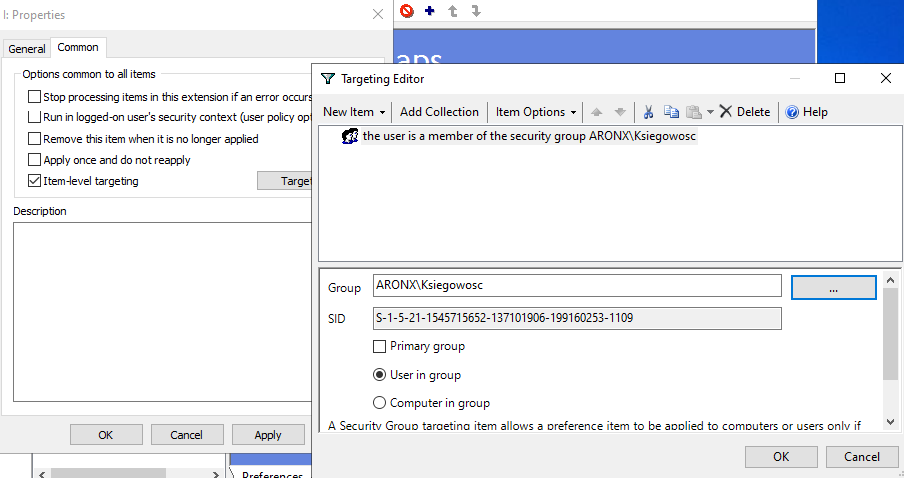 I: Properties
General
Common
Options common to all items
Stop processing items in this extension if an error occurs
Run in logged-on user's security context (user policy opt
Remove this item when it is no longer applied
Apply once and do not reapply
Item-level targeting
Target
Description
OK
Cancel
Apply
Preferences
aps
Targeting Editor
New Item
Add Collection
Item Options
Delete
Help
the user is a member of the security group ARONX\Ksiegowosc
Group
ARONX\Ksiegowosc
...
SID
S-1-5-21-1545715652-137101906-199160253-1109
Primary group
User in group
Computer in group
A Security Group targeting item allows a preference item to be applied to computers or users only if
OK
Cancel